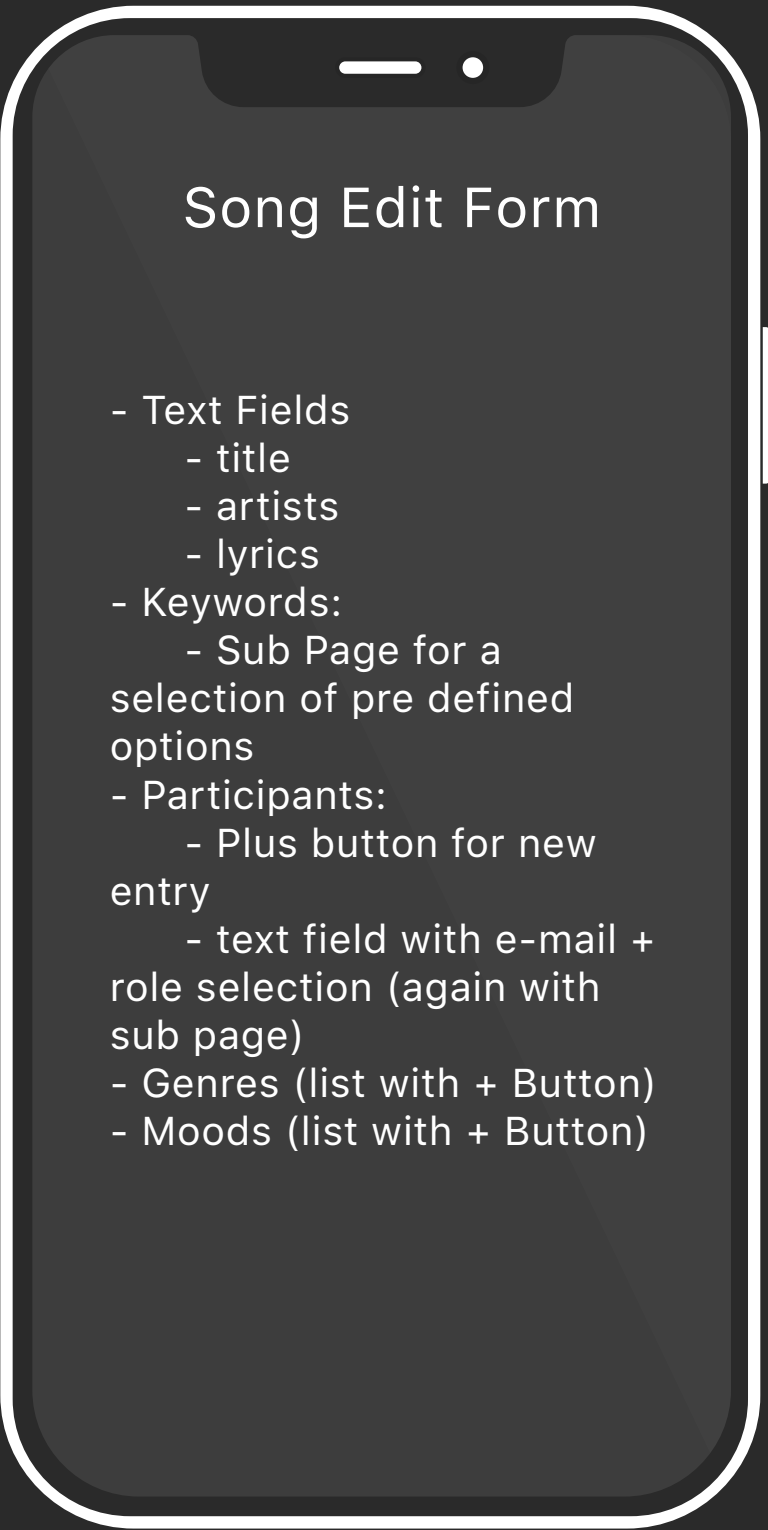 Song Edit Form
- Text Fields
- title
- artists
- lyrics
- Keywords:
- Sub Page for a
selection of pre defined
options
- Participants:
- Plus button for new
entry
- text field with e-mail +
role selection (again with
sub page)
- Genres (list with + Button)
- Moods (list with + Button)